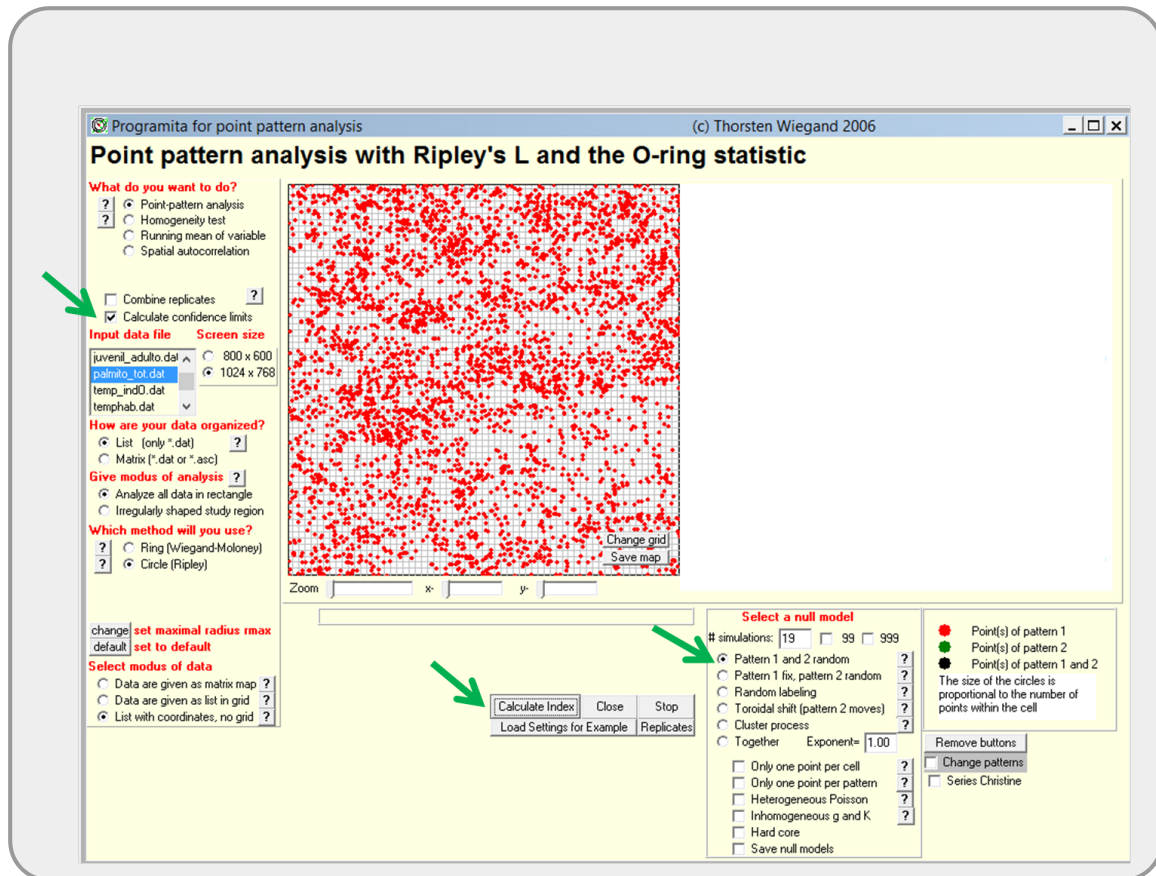 Programita for point pattern analysis (c) Thorsten Wiegand 2006
Point pattern analysis with Ripley's L and the O-ring statistic
What do you want to do?
? Point-pattern analysis
? Homogeneity test
Running mean of variable
Spatial autocorrelation
Combine replicates ?
Calculate confidence limits
Input data file Screen size
juvenil_adulto.dat 800 x 600
palmito_tot.dat 1024 x 768
temp_ind0.dat
temphab.dat
How are your data organized?
List (only *.dat) ?
Matrix (*.dat or *.asc)
Give modus of analysis ?
Analyze all data in rectangle
Irregularly shaped study region
Which method will you use?
? Ring (Wiegand-Moloney)
? Circle (Ripley)
change set maximal radius rmax
default set to default
Select modus of data
Data are given as matrix map ?
Data are given as list in grid ?
List with coordinates, no grid ?
Change grid
Save map
Zoom x- y-
Calculate Index Close Stop
Load Settings for Example Replicates
Select a null model
# simulations: 19 99 999
Pattern 1 and 2 random ?
Pattern 1 fix, pattern 2 random ?
Random labeling ?
Toroidal shift (pattern 2 moves) ?
Cluster process ?
Together Exponent= 1.00
Only one point per cell ?
Only one point per pattern ?
Heterogeneous Poisson ?
Inhomogeneous g and K ?
Hard core
Save null models
Point(s) of pattern 1
Point(s) of pattern 2
Point(s) of pattern 1 and 2
The size of the circles is
proportional to the number of
points within the cell
Remove buttons
Change patterns
Series Christine